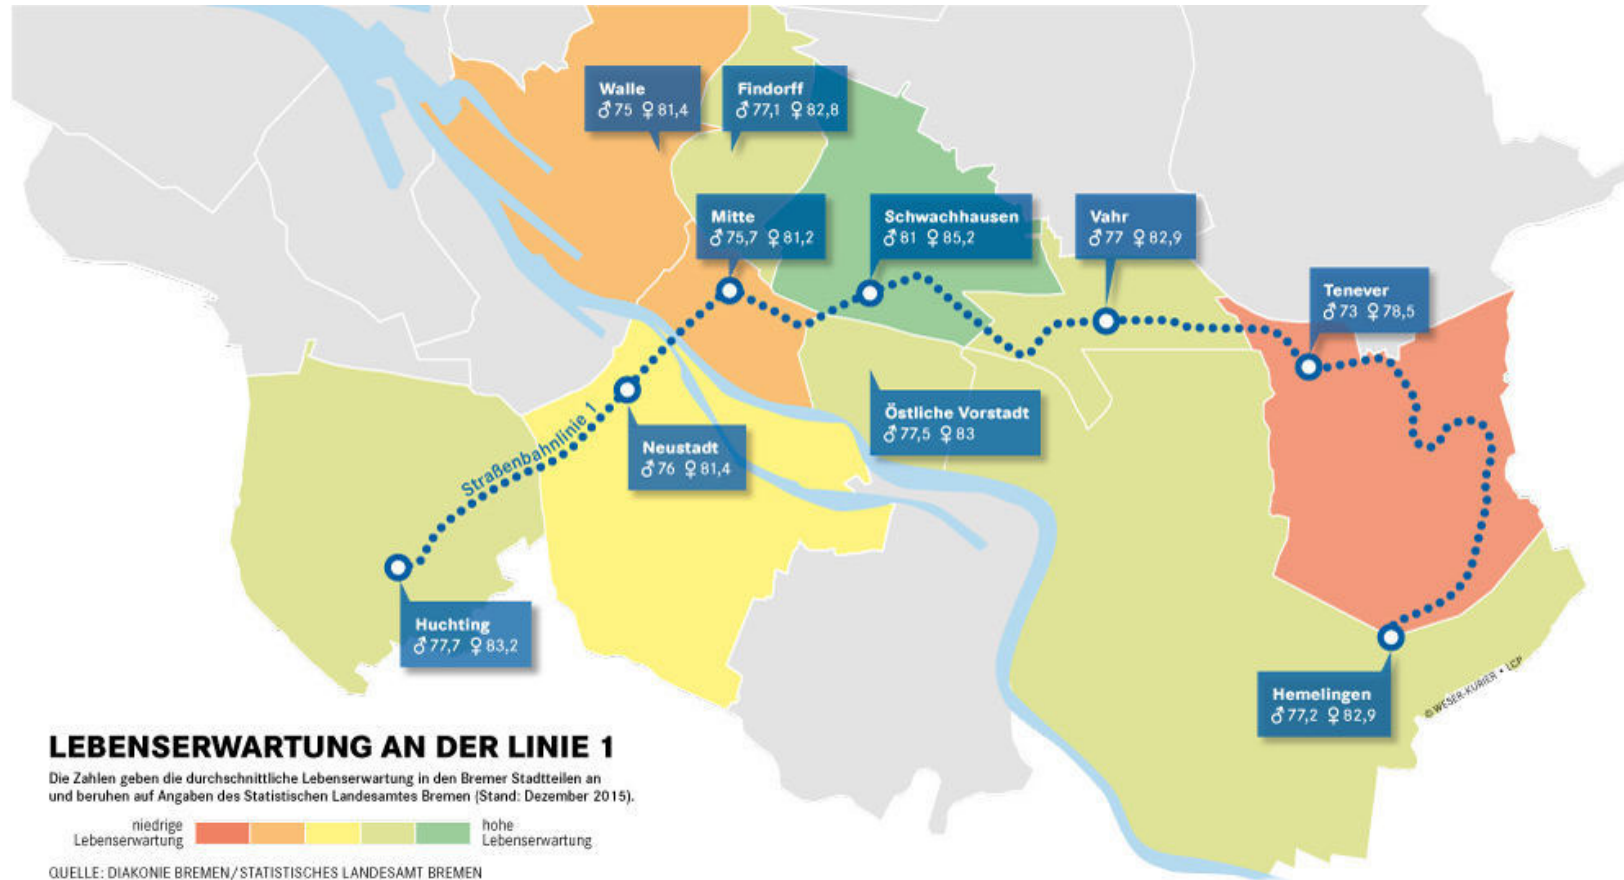 Walle
♂75 ♀81,4
Findorff
♂77,1 ♀82,8
Mitte
♂75,7 ♀81,2
Schwachhausen
♂81 ♀85,2
Vahr
♂77 ♀82,9
Tenever
♂73 ♀78,5
Östliche Vorstadt
♂77,5 ♀83
Straßenbahnlinie 1
Neustadt
♂76 ♀81,4
Huchting
♂77,7 ♀83,2
Hemelingen
♂77,2 ♀82,9
© WESER-KURIER • LCP
LEBENSERWARTUNG AN DER LINIE 1
Die Zahlen geben die durchschnittliche Lebenserwartung in den Bremer Stadtteilen an
und beruhen auf Angaben des Statistischen Landesamtes Bremen (Stand: Dezember 2015).
niedrige
Lebenserwartung
hohe
Lebenserwartung
QUELLE: DIAKONIE BREMEN/STATISTISCHES LANDESAMT BREMEN